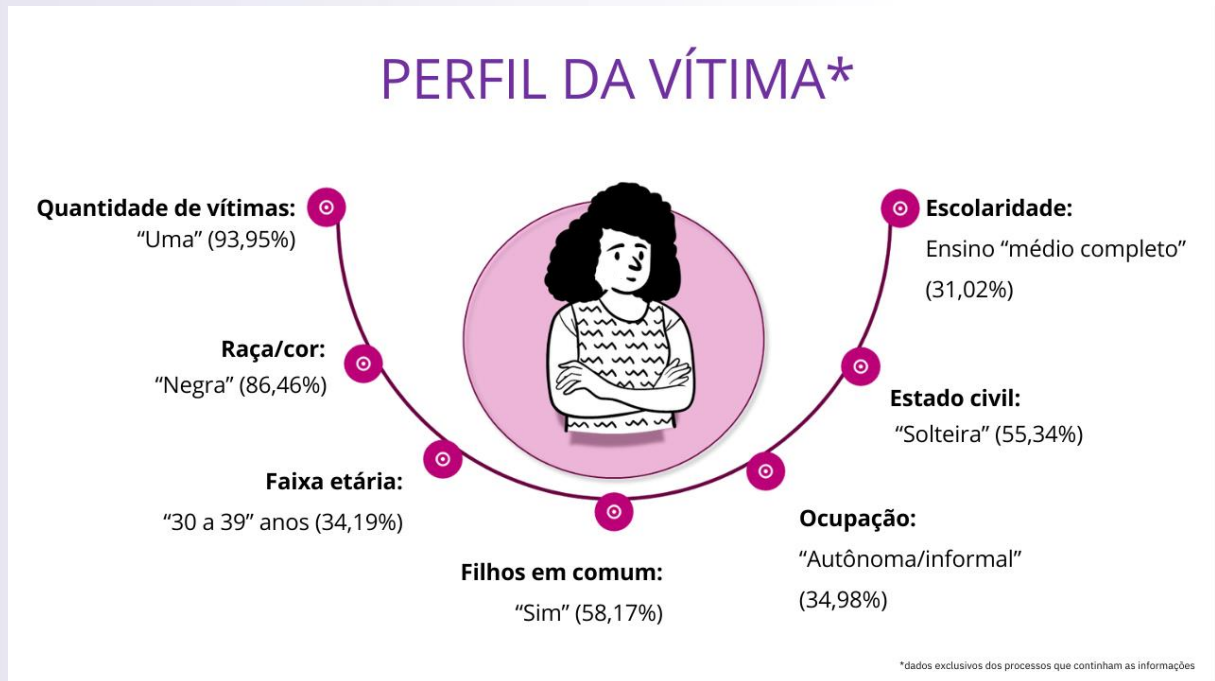 PERFIL DA VÍTIMA*
Quantidade de vítimas:
“Uma” (93,95%)
Raça/cor:
“Negra” (86,46%)
Faixa etária:
“30 a 39” anos (34,19%)
Filhos em comum:
“Sim” (58,17%)
Ocupação:
“Autônoma/informal”
(34,98%)
Estado civil:
“Solteira” (55,34%)
Escolaridade:
Ensino “médio completo”
(31,02%)
*dados exclusivos dos processos que continham as informações